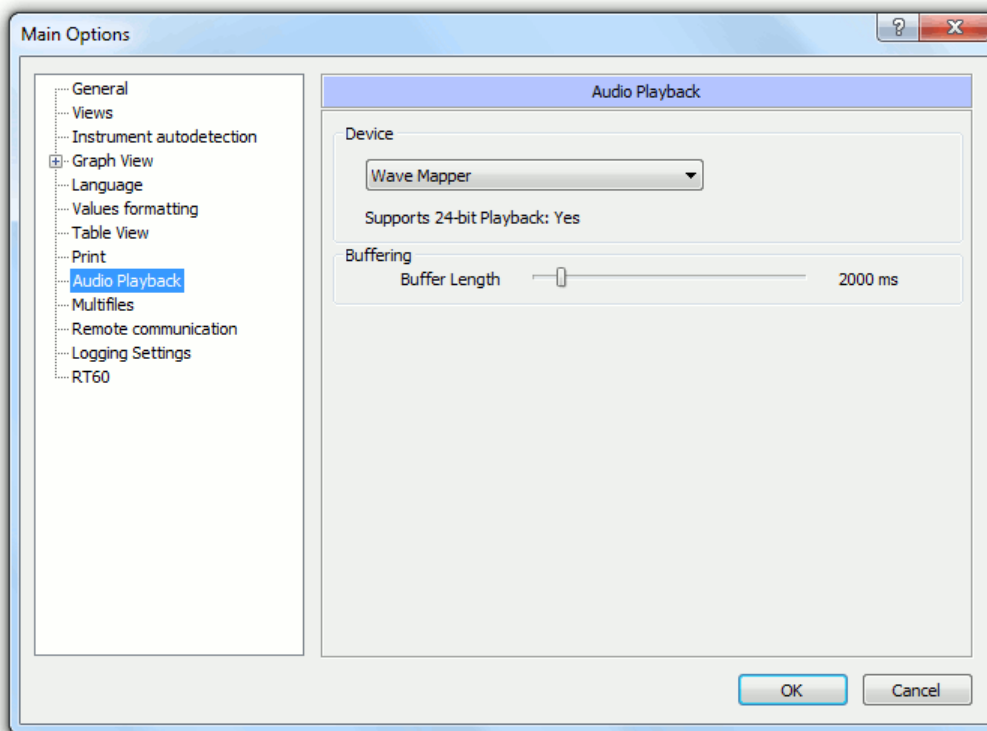 Main Options
General
Views
Instrument autodetection
Graph View
Language
Values formatting
Table View
Print
Audio Playback
Multifiles
Remote communication
Logging Settings
RT60
Audio Playback
Device
Wave Mapper
Supports 24-bit Playback: Yes
Buffering
Buffer Length 2000 ms
OK Cancel